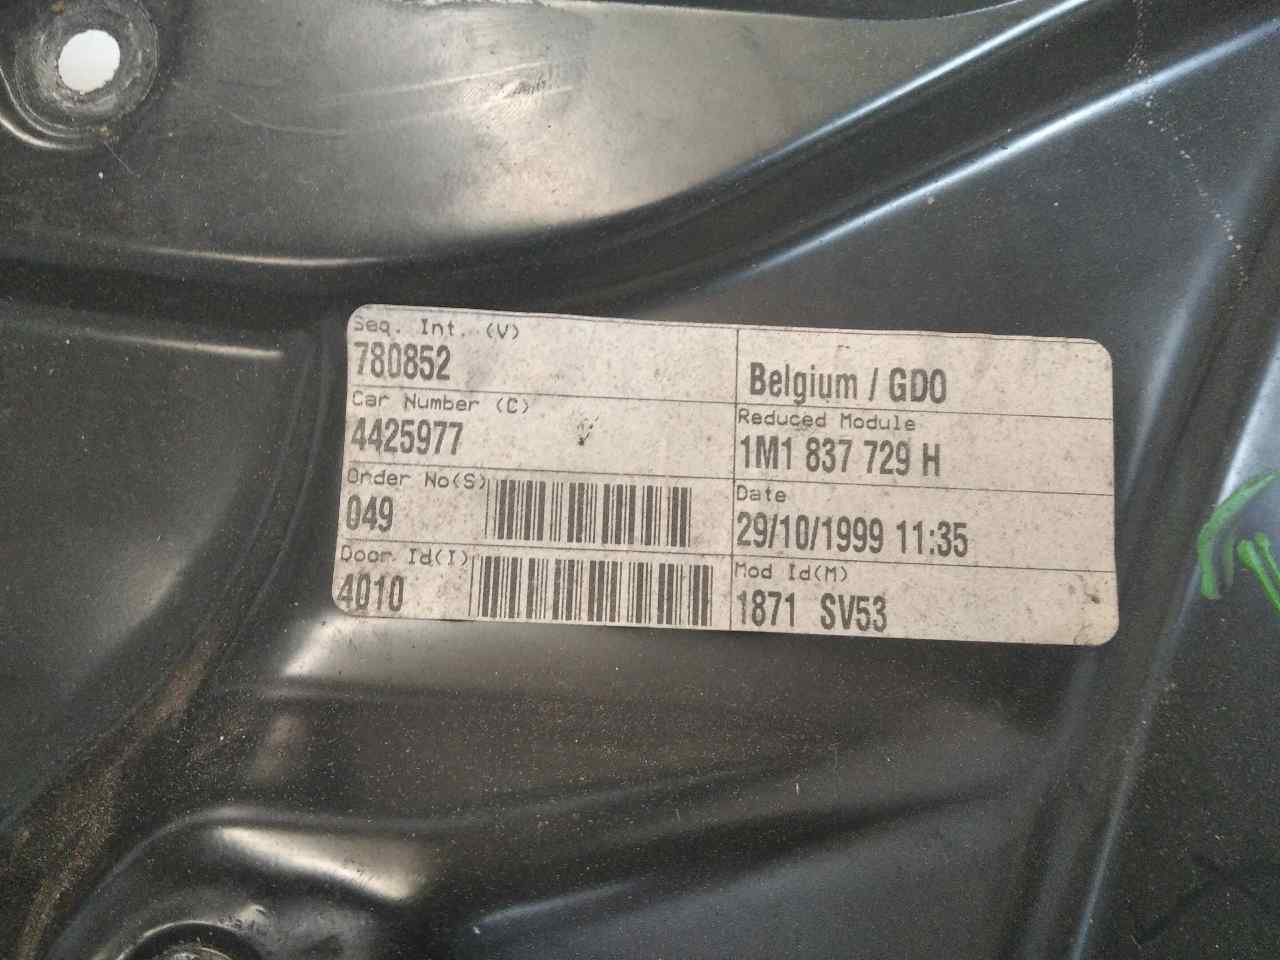 Seq. Int. (V)
780852
Belgium / GDO
Car Number (C)
4425977
Reduced Module
1M1 837 729 H
Order No(S)
049
Date
29/10/1999 11:35
Door Id(I)
4010
Mod Id(M)
1871 SV53